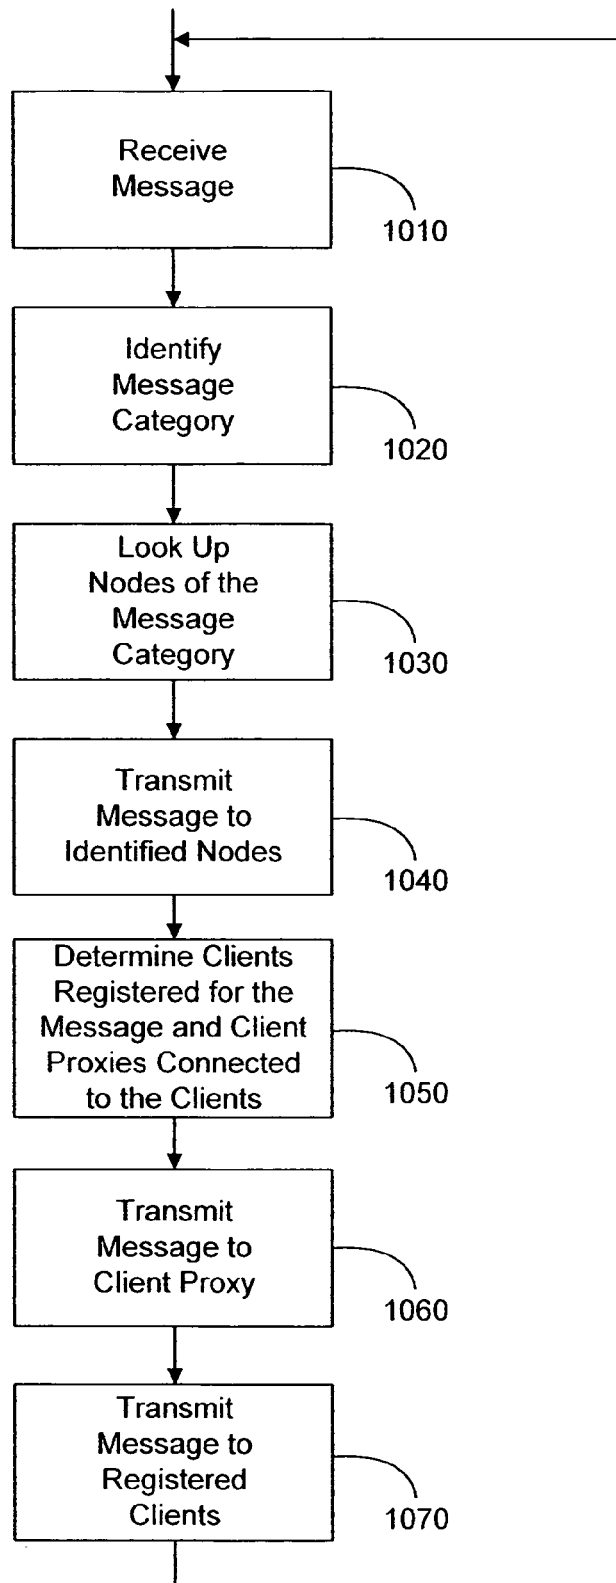 Receive
Message
1010
Identify
Message
Category
1020
Look Up
Nodes of the
Message
Category
1030
Transmit
Message to
Identified Nodes
1040
Determine Clients
Registered for the
Message and Client
Proxies Connected
to the Clients
1050
Transmit
Message to
Client Proxy
1060
Transmit
Message to
Registered
Clients
1070